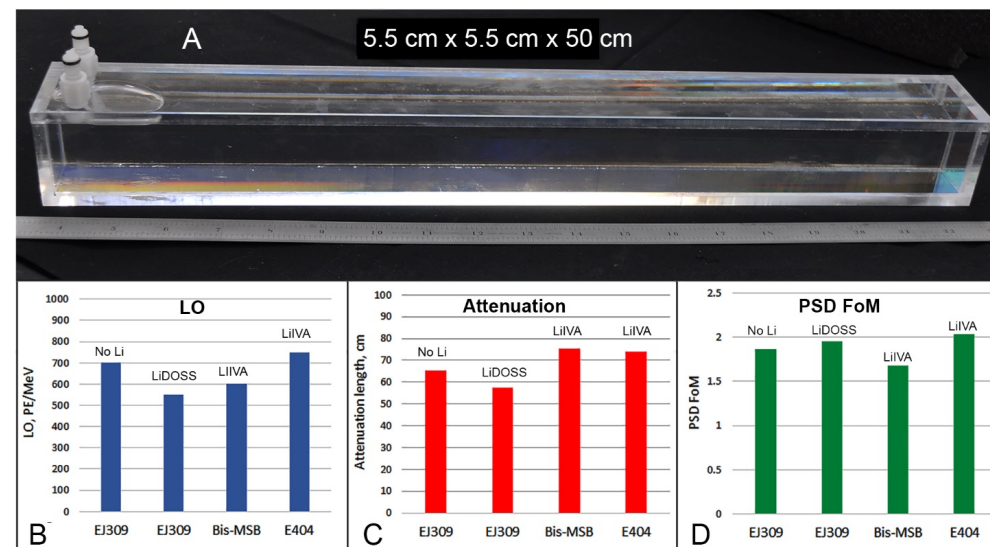 A
5.5 cm x 5.5 cm x 50 cm
LO
1000
900
800
700
600
500
400
300
200
100
0
LO, PE/MeV
No Li
LiDOSS
LIIVA
LiIVA
EJ309
EJ309
Bis-MSB
E404
B
Attenuation
100
90
80
70
60
50
40
30
20
10
0
Attenuation length, cm
No Li
LiDOSS
LiIVA
LiIVA
EJ309
EJ309
Bis-MSB
E404
C
PSD FoM
2.5
2
1.5
1
0.5
0
PSD FoM
No Li
LiDOSS
LiIVA
LiIVA
EJ309
EJ309
Bis-MSB
E404
D